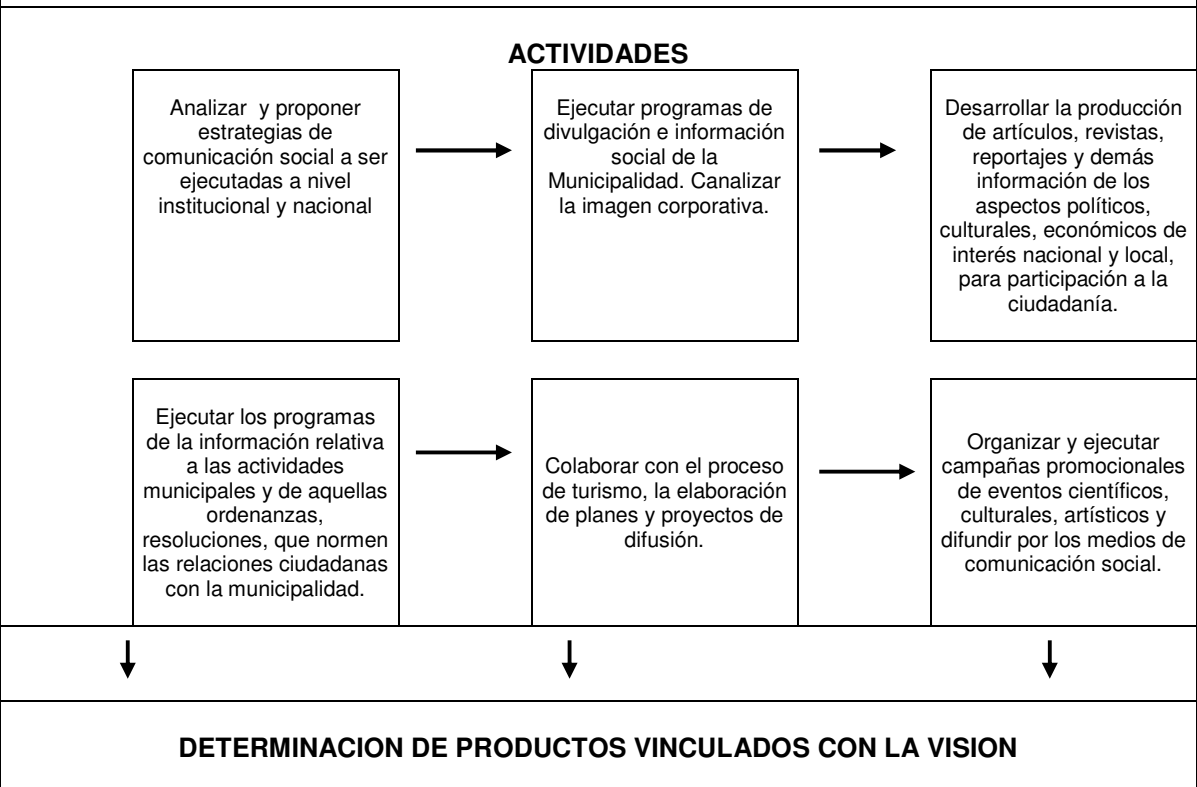 ACTIVIDADES
Analizar y proponer
estrategias de
comunicación social a ser
ejecutadas a nivel
institucional y nacional
Ejecutar programas de
divulgación e información
social de la
Municipalidad. Canalizar
la imagen corporativa.
Desarrollar la producción
de artículos, revistas,
reportajes y demás
información de los
aspectos políticos,
culturales, económicos de
interés nacional y local,
para participación a la
ciudadanía.
Ejecutar los programas
de la información relativa
a las actividades
municipales y de aquellas
ordenanzas,
resoluciones, que normen
las relaciones ciudadanas
con la municipalidad.
Colaborar con el proceso
de turismo, la elaboración
de planes y proyectos de
difusión.
Organizar y ejecutar
campañas promocionales
de eventos científicos,
culturales, artísticos y
difundir por los medios de
comunicación social.
DETERMINACION DE PRODUCTOS VINCULADOS CON LA VISION